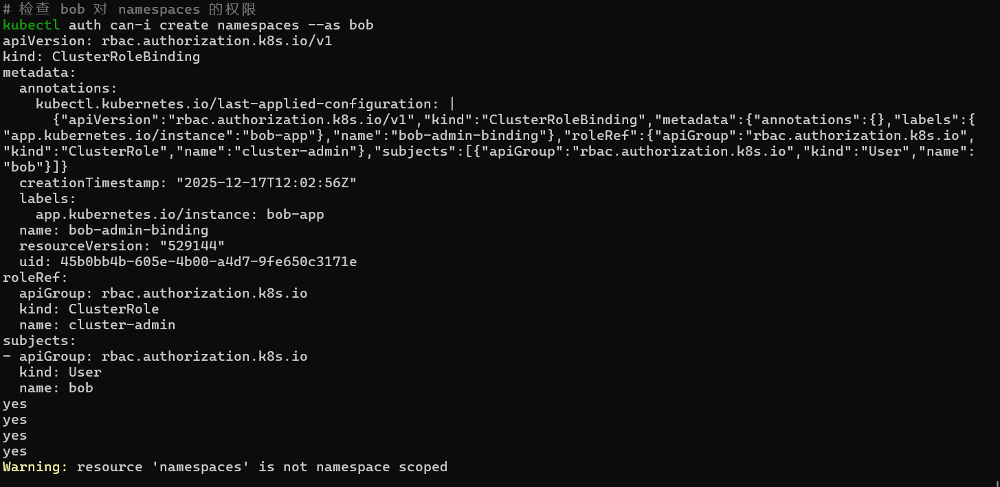 # 检查 bob 对 namespaces 的权限
kubectl auth can-i create namespaces --as bob
apiVersion: rbac.authorization.k8s.io/v1
kind: ClusterRoleBinding
metadata:
  annotations:
    kubectl.kubernetes.io/last-applied-configuration: |
      {"apiVersion":"rbac.authorization.k8s.io/v1","kind":"ClusterRoleBinding","metadata":{"annotations":{},"labels":{
"app.kubernetes.io/instance":"bob-app"},"name":"bob-admin-binding"},"roleRef":{"apiGroup":"rbac.authorization.k8s.io",
"kind":"ClusterRole","name":"cluster-admin"},"subjects":[{"apiGroup":"rbac.authorization.k8s.io","kind":"User","name":
"bob"}]}
  creationTimestamp: "2025-12-17T12:02:56Z"
  labels:
    app.kubernetes.io/instance: bob-app
  name: bob-admin-binding
  resourceVersion: "529144"
  uid: 45b0bb4b-605e-4b00-a4d7-9fe650c3171e
roleRef:
  apiGroup: rbac.authorization.k8s.io
  kind: ClusterRole
  name: cluster-admin
subjects:
- apiGroup: rbac.authorization.k8s.io
  kind: User
  name: bob
yes
yes
yes
yes
Warning: resource 'namespaces' is not namespace scoped